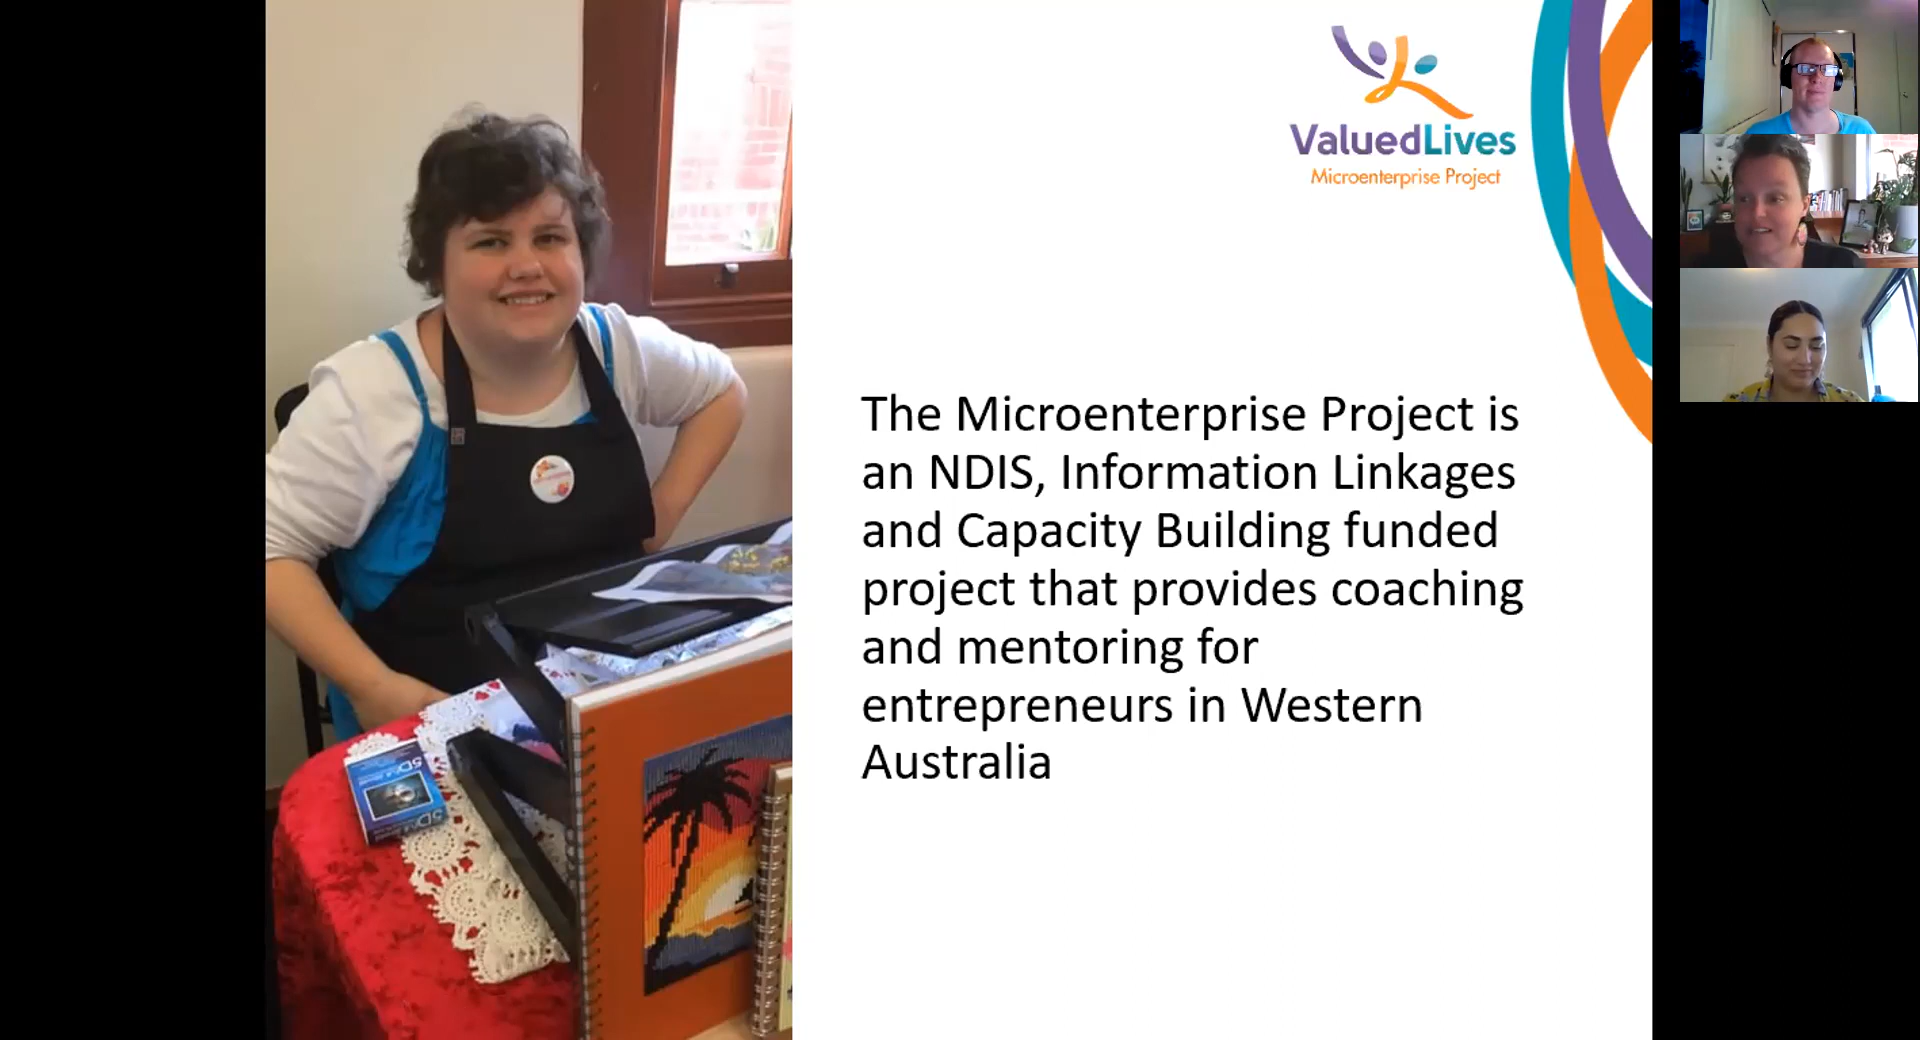 ValuedLives
Microenterprise Project
The Microenterprise Project is
an NDIS, Information Linkages
and Capacity Building funded
project that provides coaching
and mentoring for
entrepreneurs in Western
Australia
5D